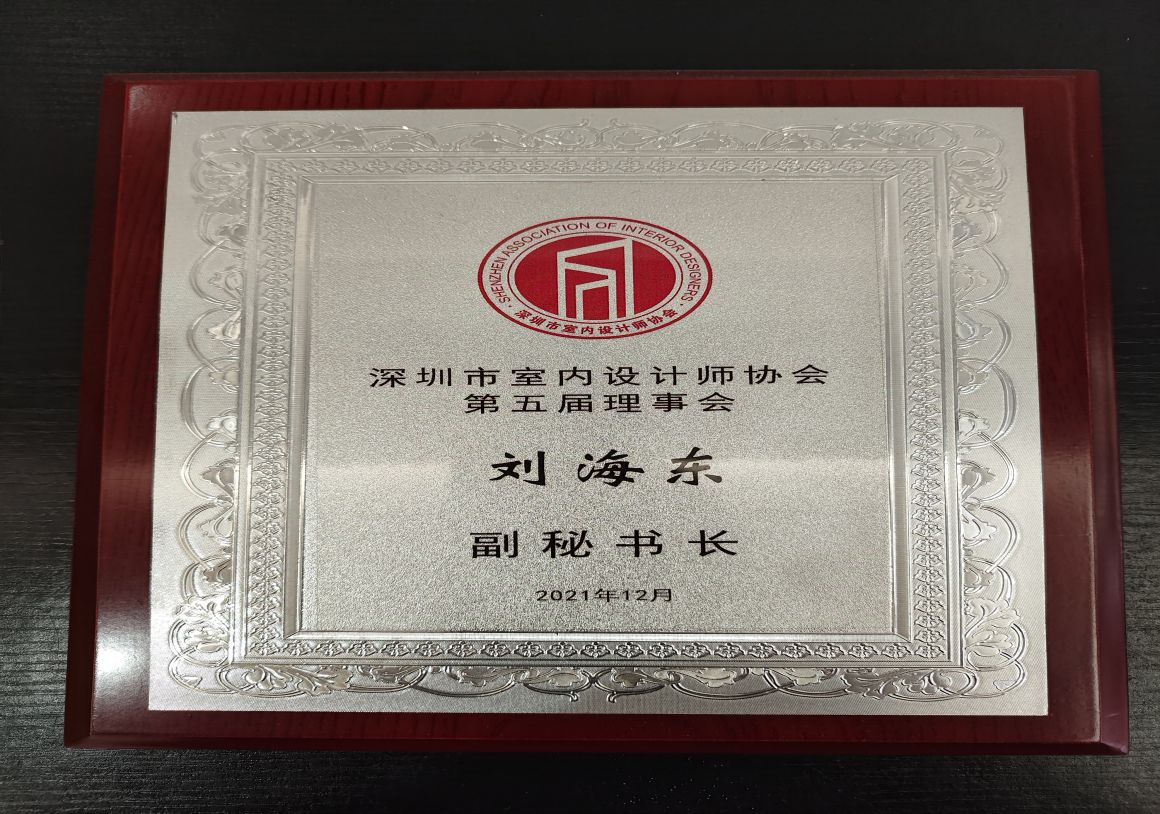 SHENZHEN ASSOCIATION OF INTERIOR DESIGNERS
·深圳市室内设计师协会·
深圳市室内设计师协会
第五届理事会
刘海东
副秘书长
2021年12月